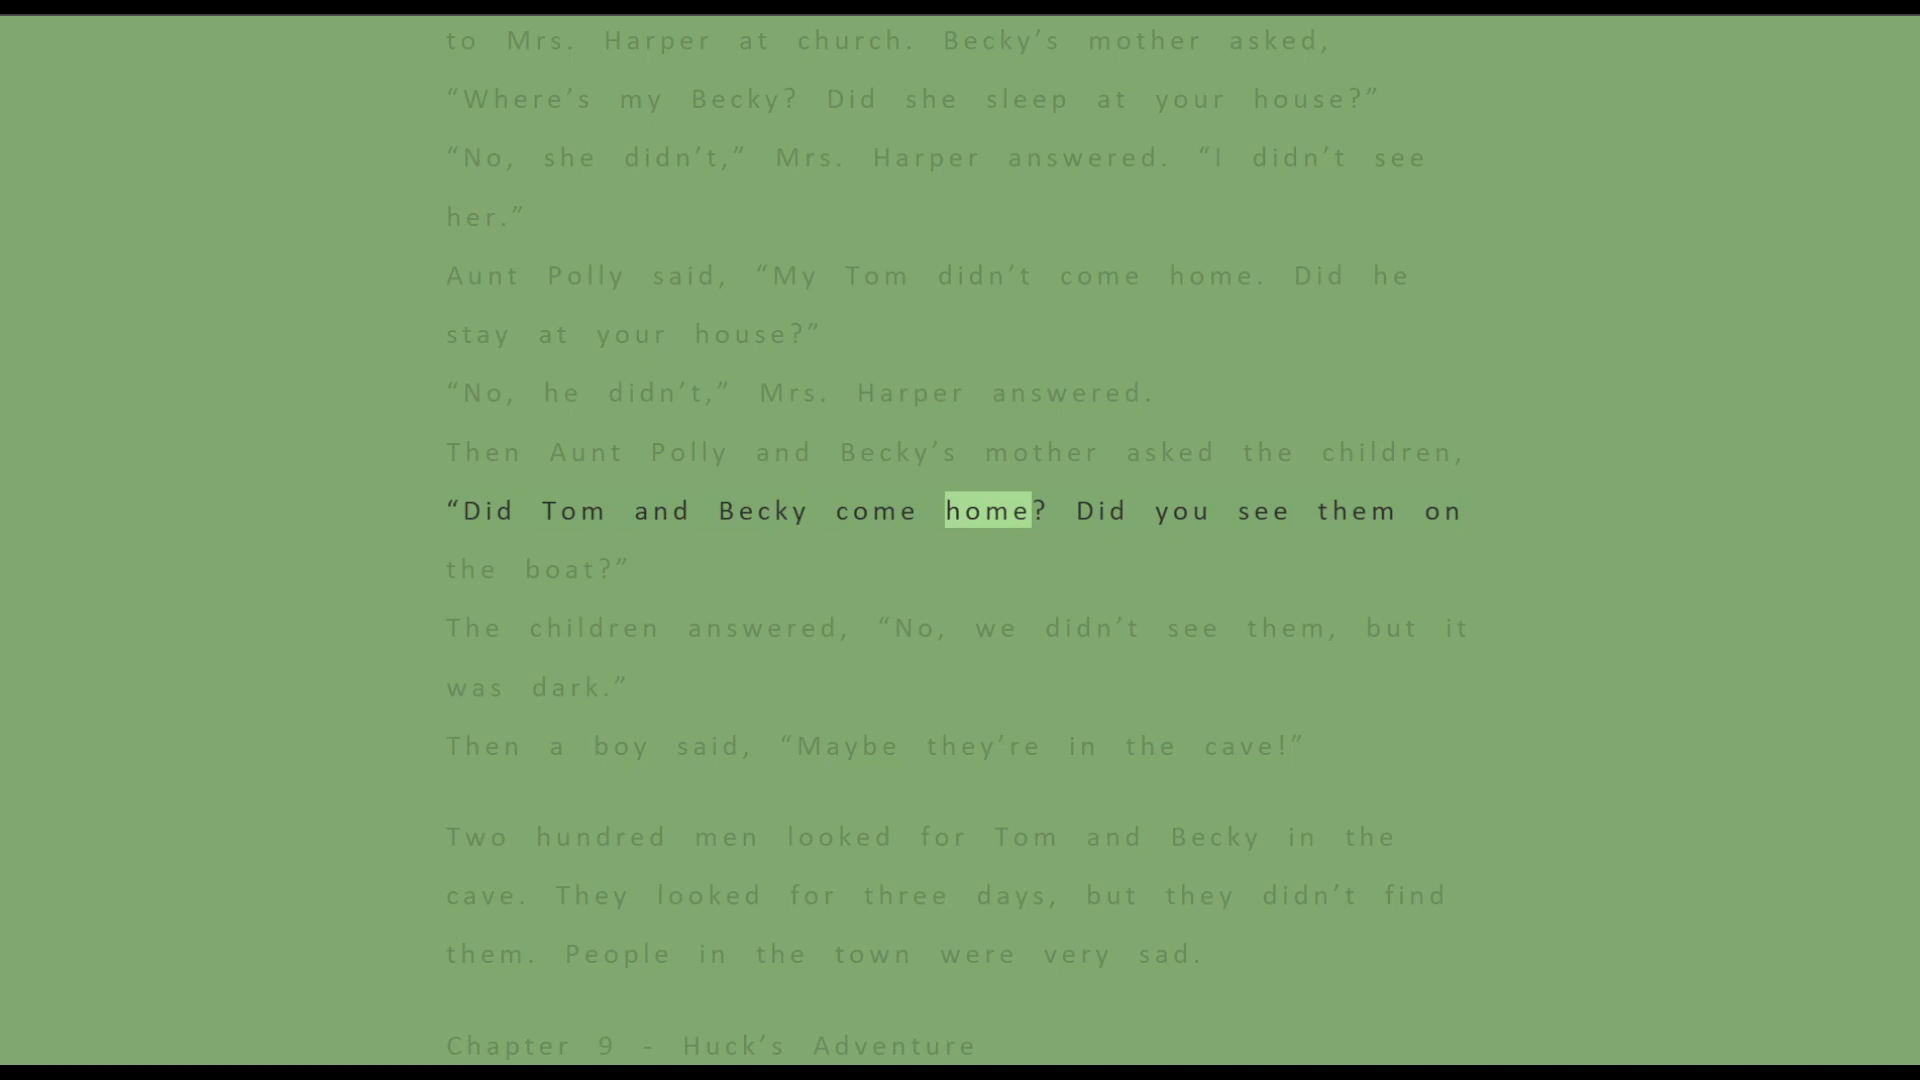 to Mrs. Harper at church. Becky’s mother asked,
“Where’s my Becky? Did she sleep at your house?”
“No, she didn’t,” Mrs. Harper answered. “I didn’t see
her.”
Aunt Polly said, “My Tom didn’t come home. Did he
stay at your house?”
“No, he didn’t,” Mrs. Harper answered.
Then Aunt Polly and Becky’s mother asked the children,
“Did Tom and Becky come home? Did you see them on
the boat?”
The children answered, “No, we didn’t see them, but it
was dark.”
Then a boy said, “Maybe they’re in the cave!”
Two hundred men looked for Tom and Becky in the
cave. They looked for three days, but they didn’t find
them. People in the town were very sad.
Chapter 9 - Huck’s Adventure